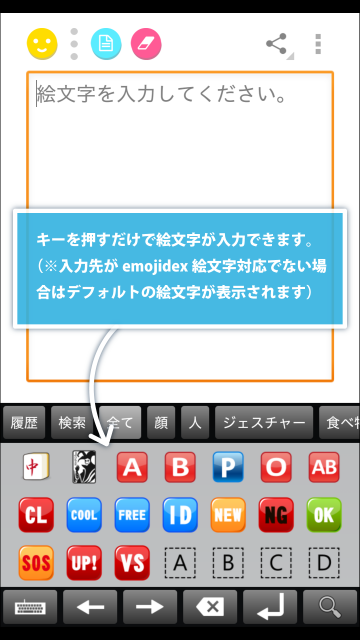 絵文字を入力してください。
キーを押すだけで絵文字が入力できます。
(※入力先が emojidex 絵文字対応でない場
合はデフォルトの絵文字が表示されます)
履歴 検索 全て 顔 人 ジェスチャー 食べ物
中 A B P O AB
CL COOL FREE ID NEW NG OK
SOS UP! VS A B C D